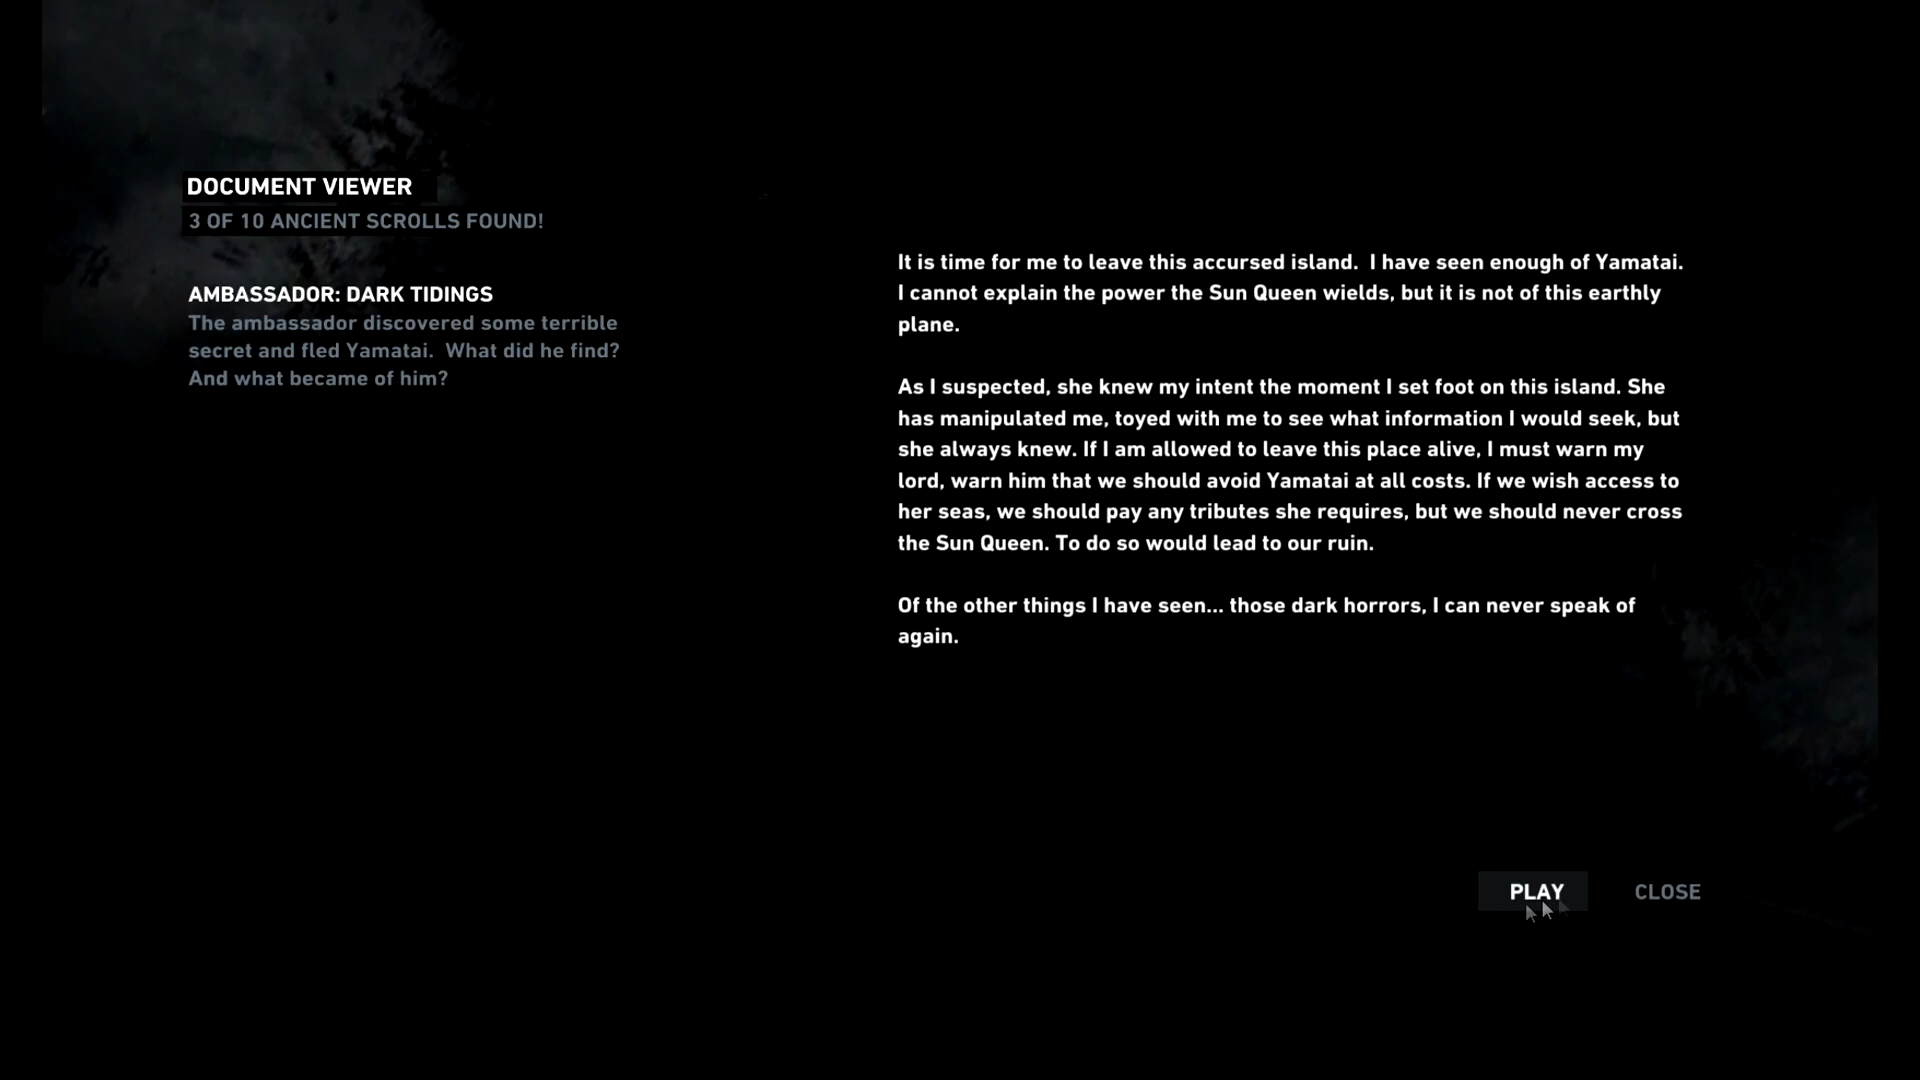 DOCUMENT VIEWER
3 OF 10 ANCIENT SCROLLS FOUND!
AMBASSADOR: DARK TIDINGS
The ambassador discovered some terrible
secret and fled Yamatai.  What did he find?
And what became of him?
It is time for me to leave this accursed island.  I have seen enough of Yamatai.
I cannot explain the power the Sun Queen wields, but it is not of this earthly
plane.
As I suspected, she knew my intent the moment I set foot on this island. She
has manipulated me, toyed with me to see what information I would seek, but
she always knew. If I am allowed to leave this place alive, I must warn my
lord, warn him that we should avoid Yamatai at all costs. If we wish access to
her seas, we should pay any tributes she requires, but we should never cross
the Sun Queen. To do so would lead to our ruin.
Of the other things I have seen... those dark horrors, I can never speak of
again.
PLAY
CLOSE